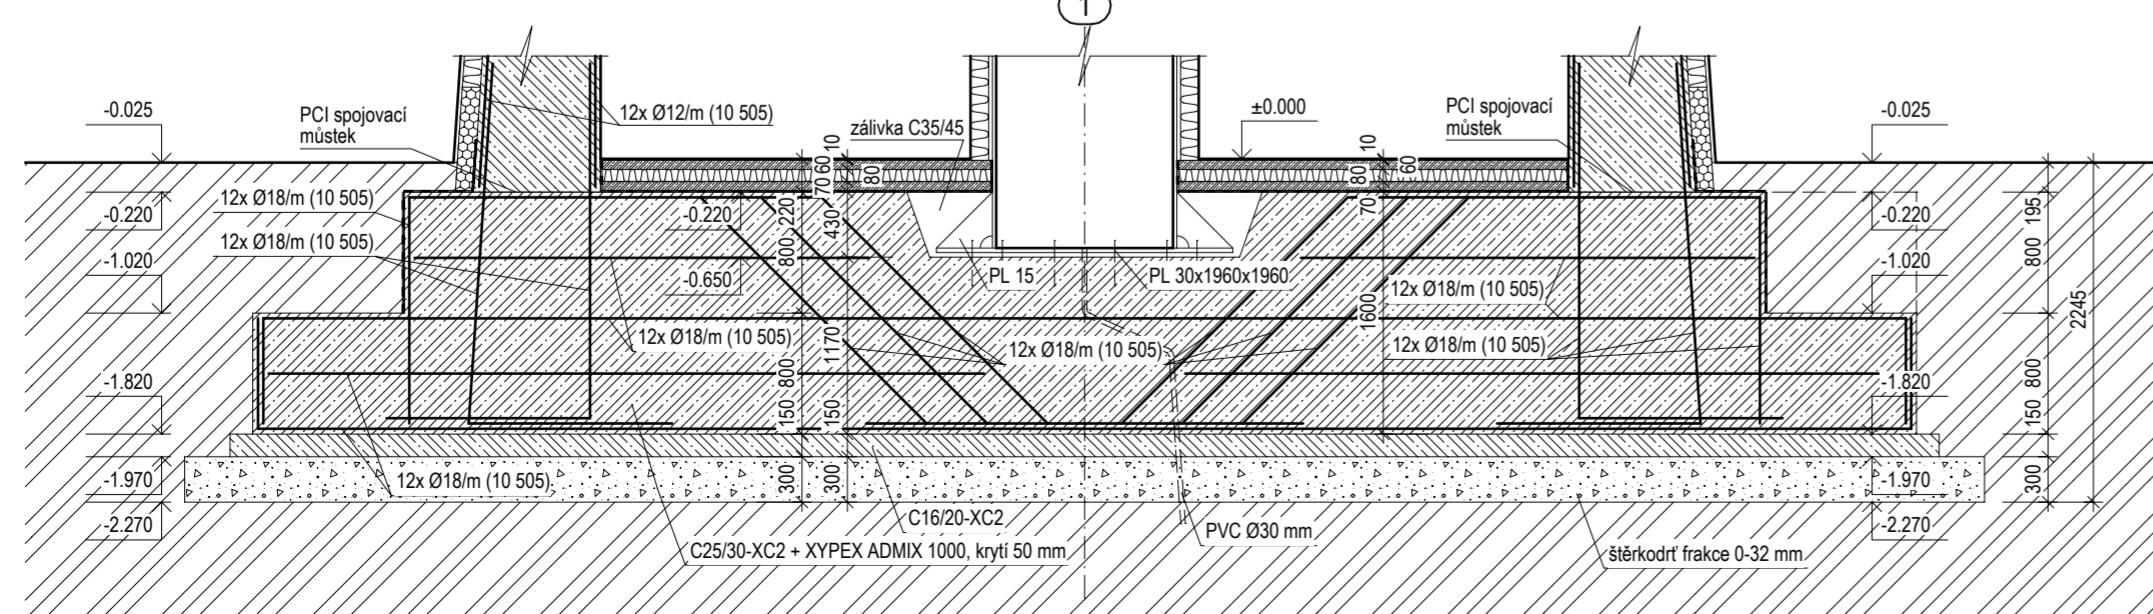 1
-0.025
PCI spojovací
můstek
12x Ø12/m (10 505)
zálivka C35/45
±0.000
PCI spojovací
můstek
-0.025
10
60
80
70
10
60
80
70
12x Ø18/m (10 505)
-0.220
12x Ø18/m (10 505)
-1.020
-0.220
-0.650
220
430
800
PL 15
PL 30x1960x1960
12x Ø18/m (10 505)
-0.220
-1.020
195
800
2245
12x Ø18/m (10 505)
1170
12x Ø18/m (10 505)
1600
12x Ø18/m (10 505)
-1.820
800
150
150
-1.820
800
150
-1.970
12x Ø18/m (10 505)
300
300
-1.970
300
-2.270
C16/20-XC2
PVC Ø30 mm
-2.270
C25/30-XC2 + XYPEX ADMIX 1000, krytí 50 mm
štěrkodrť frakce 0-32 mm